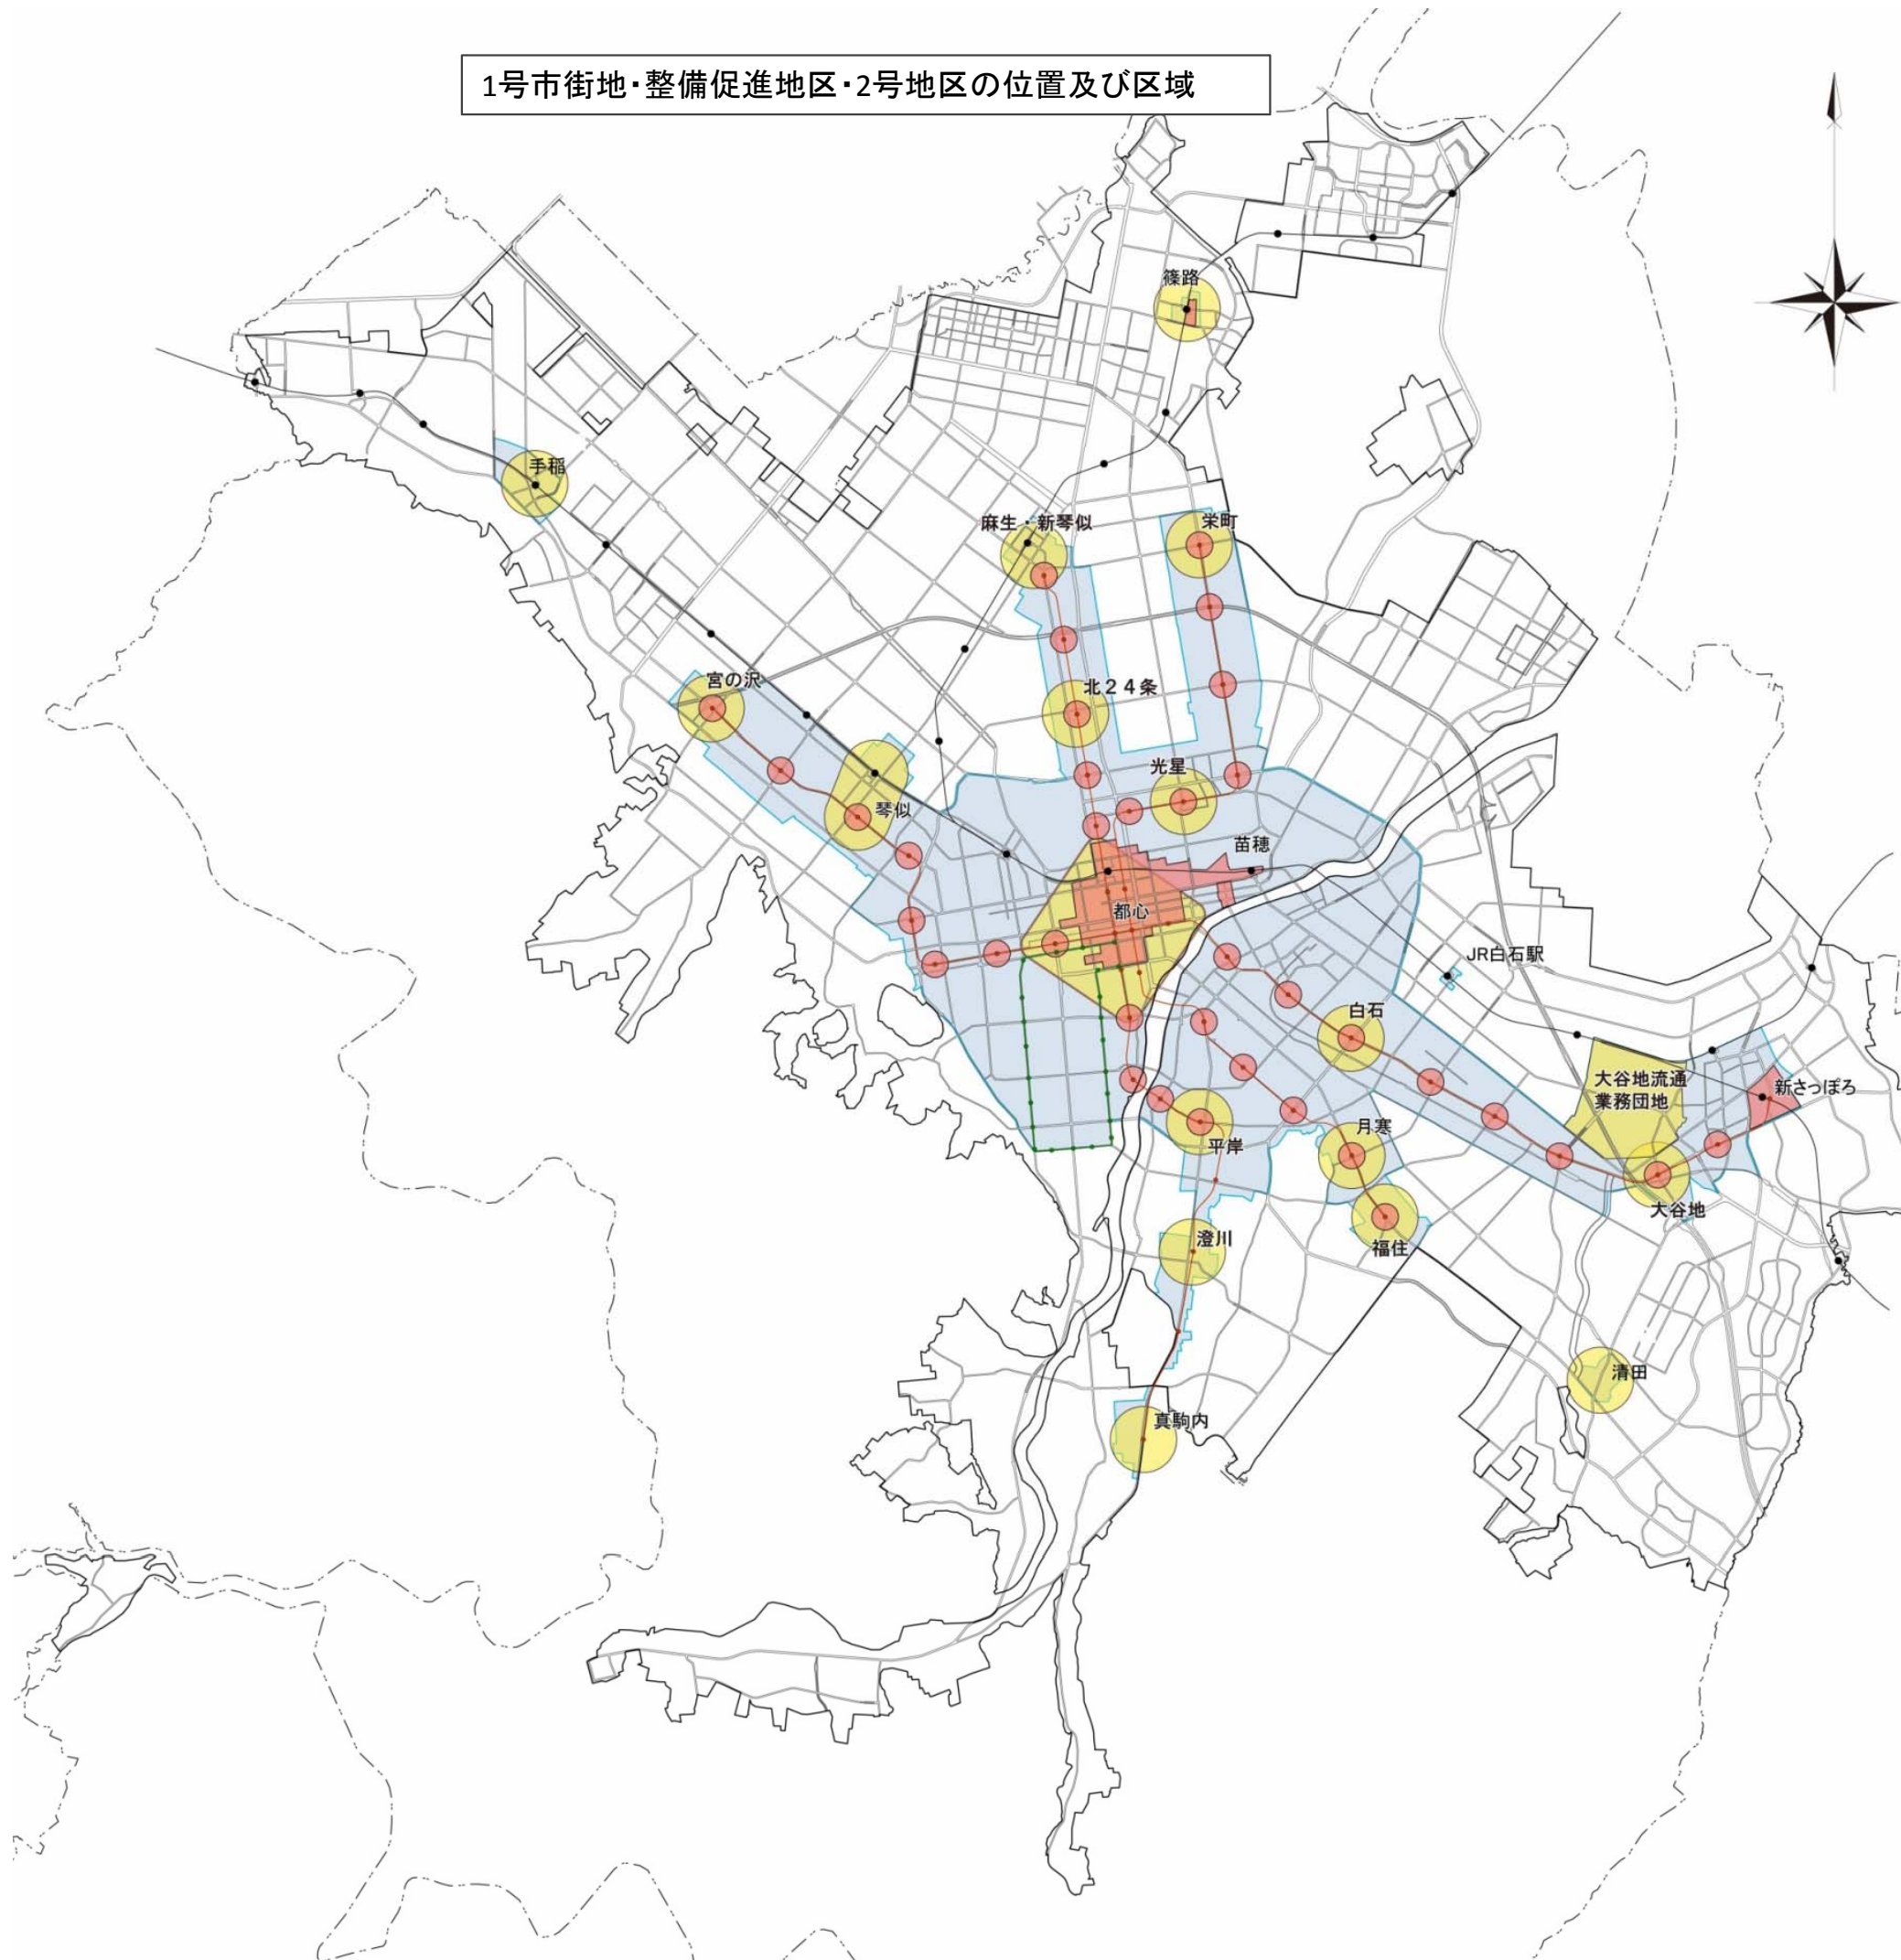 1号市街地・整備促進地区・2号地区の位置及び区域
篠路
手稲
麻生・新琴似
栄町
宮の沢
北24条
光星
琴似
苗穂
都心
JR白石駅
白石
大谷地流通
業務団地
新さっぽろ
月寒
平岸
大谷地
澄川
福住
清田
真駒内